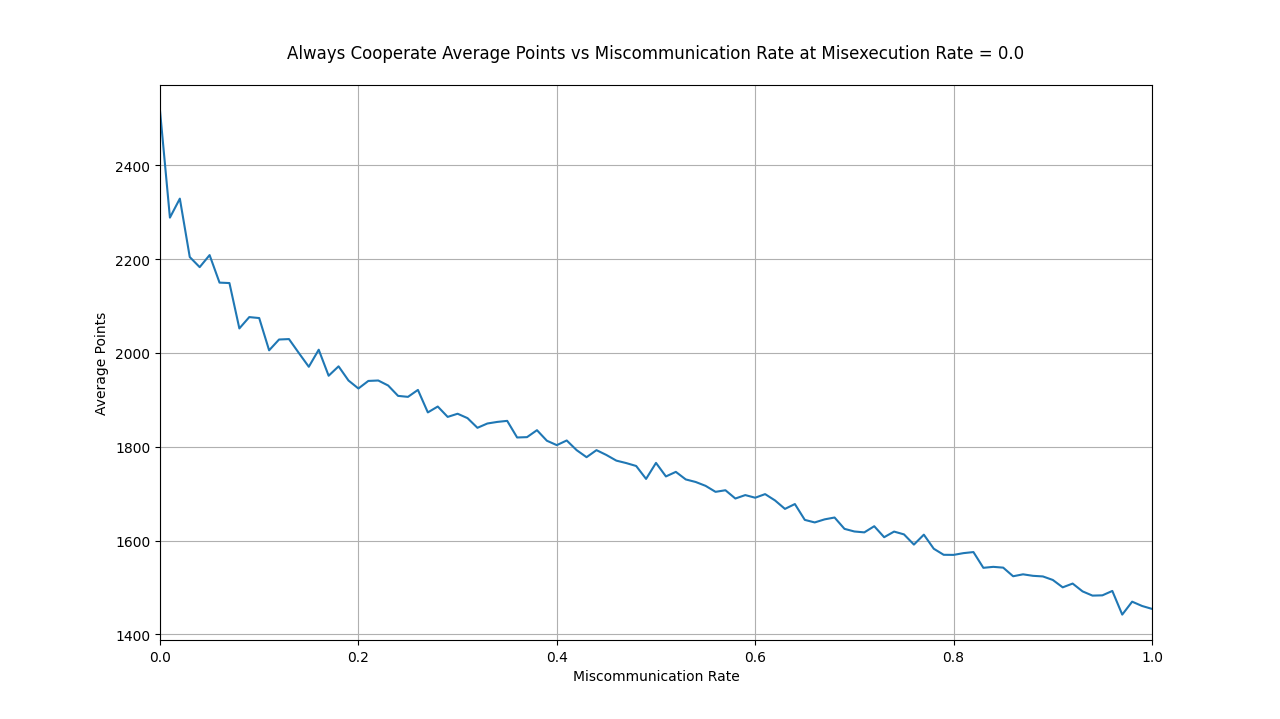 Always Cooperate Average Points vs Miscommunication Rate at Misexecution Rate = 0.0
2400
2200
2000
1800
1600
1400
Average Points
0.0 0.2 0.4 0.6 0.8 1.0
Miscommunication Rate